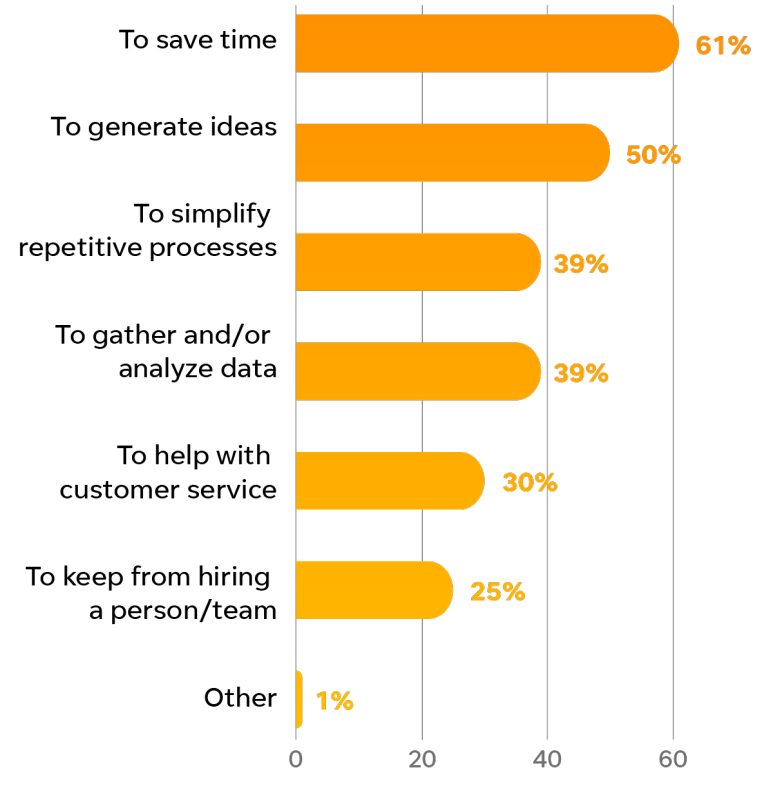 To save time
61%
To generate ideas
50%
To simplify
repetitive processes
39%
To gather and/or
analyze data
39%
To help with
customer service
30%
To keep from hiring
a person/team
25%
Other
1%
0 20 40 60